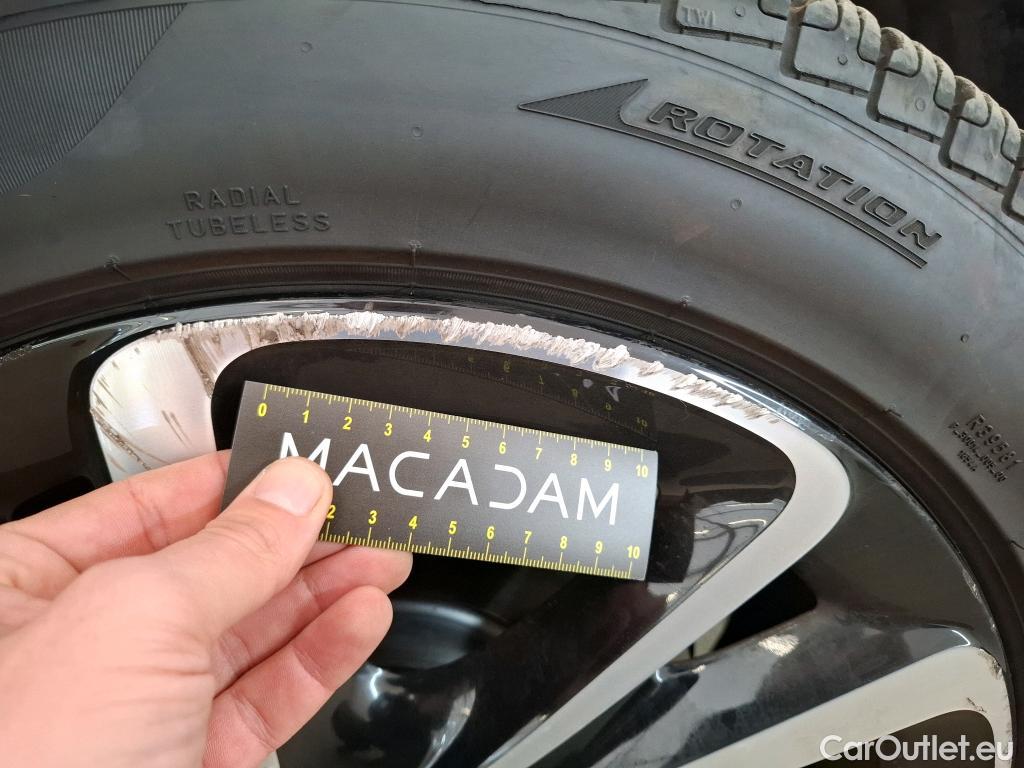 TWI
ROTATION
RADIAL
TUBELESS
0 1 2 3 4 5 6 7 8 9 10
MACADAM
2 3 4 5 6 7 8 9 10
CarOutlet.eu